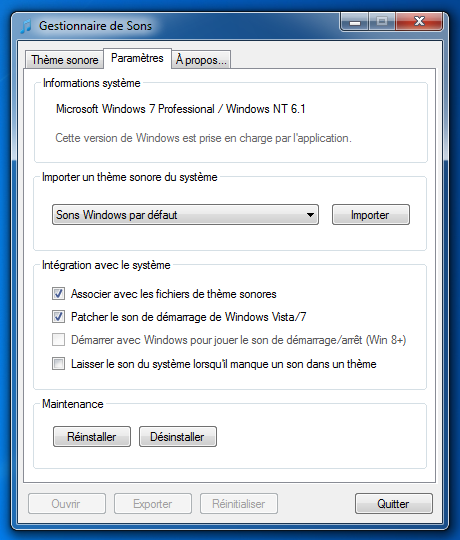 Gestionnaire de Sons
Thème sonore Paramètres À propos...
Informations système
Microsoft Windows 7 Professional / Windows NT 6.1
Cette version de Windows est prise en charge par l'application.
Importer un thème sonore du système
Sons Windows par défaut Importer
Intégration avec le système
Associer avec les fichiers de thème sonores
Patcher le son de démarrage de Windows Vista/7
Démarrer avec Windows pour jouer le son de démarrage/arrêt (Win 8+)
Laisser le son du système lorsqu'il manque un son dans un thème
Maintenance
Réinstaller Désinstaller
Ouvrir Exporter Réinitialiser Quitter